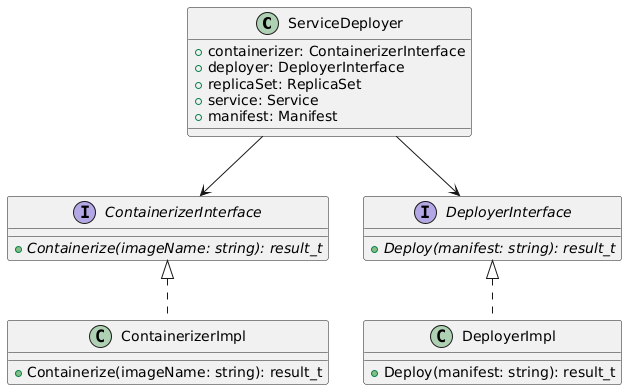 C ServiceDeployer
containerizer: ContainerizerInterface
deployer: DeployerInterface
replicaSet: ReplicaSet
service: Service
manifest: Manifest
I ContainerizerInterface
Containerize(imageName: string): result_t
I DeployerInterface
Deploy(manifest: string): result_t
C ContainerizerImpl
Containerize(imageName: string): result_t
C DeployerImpl
Deploy(manifest: string): result_t